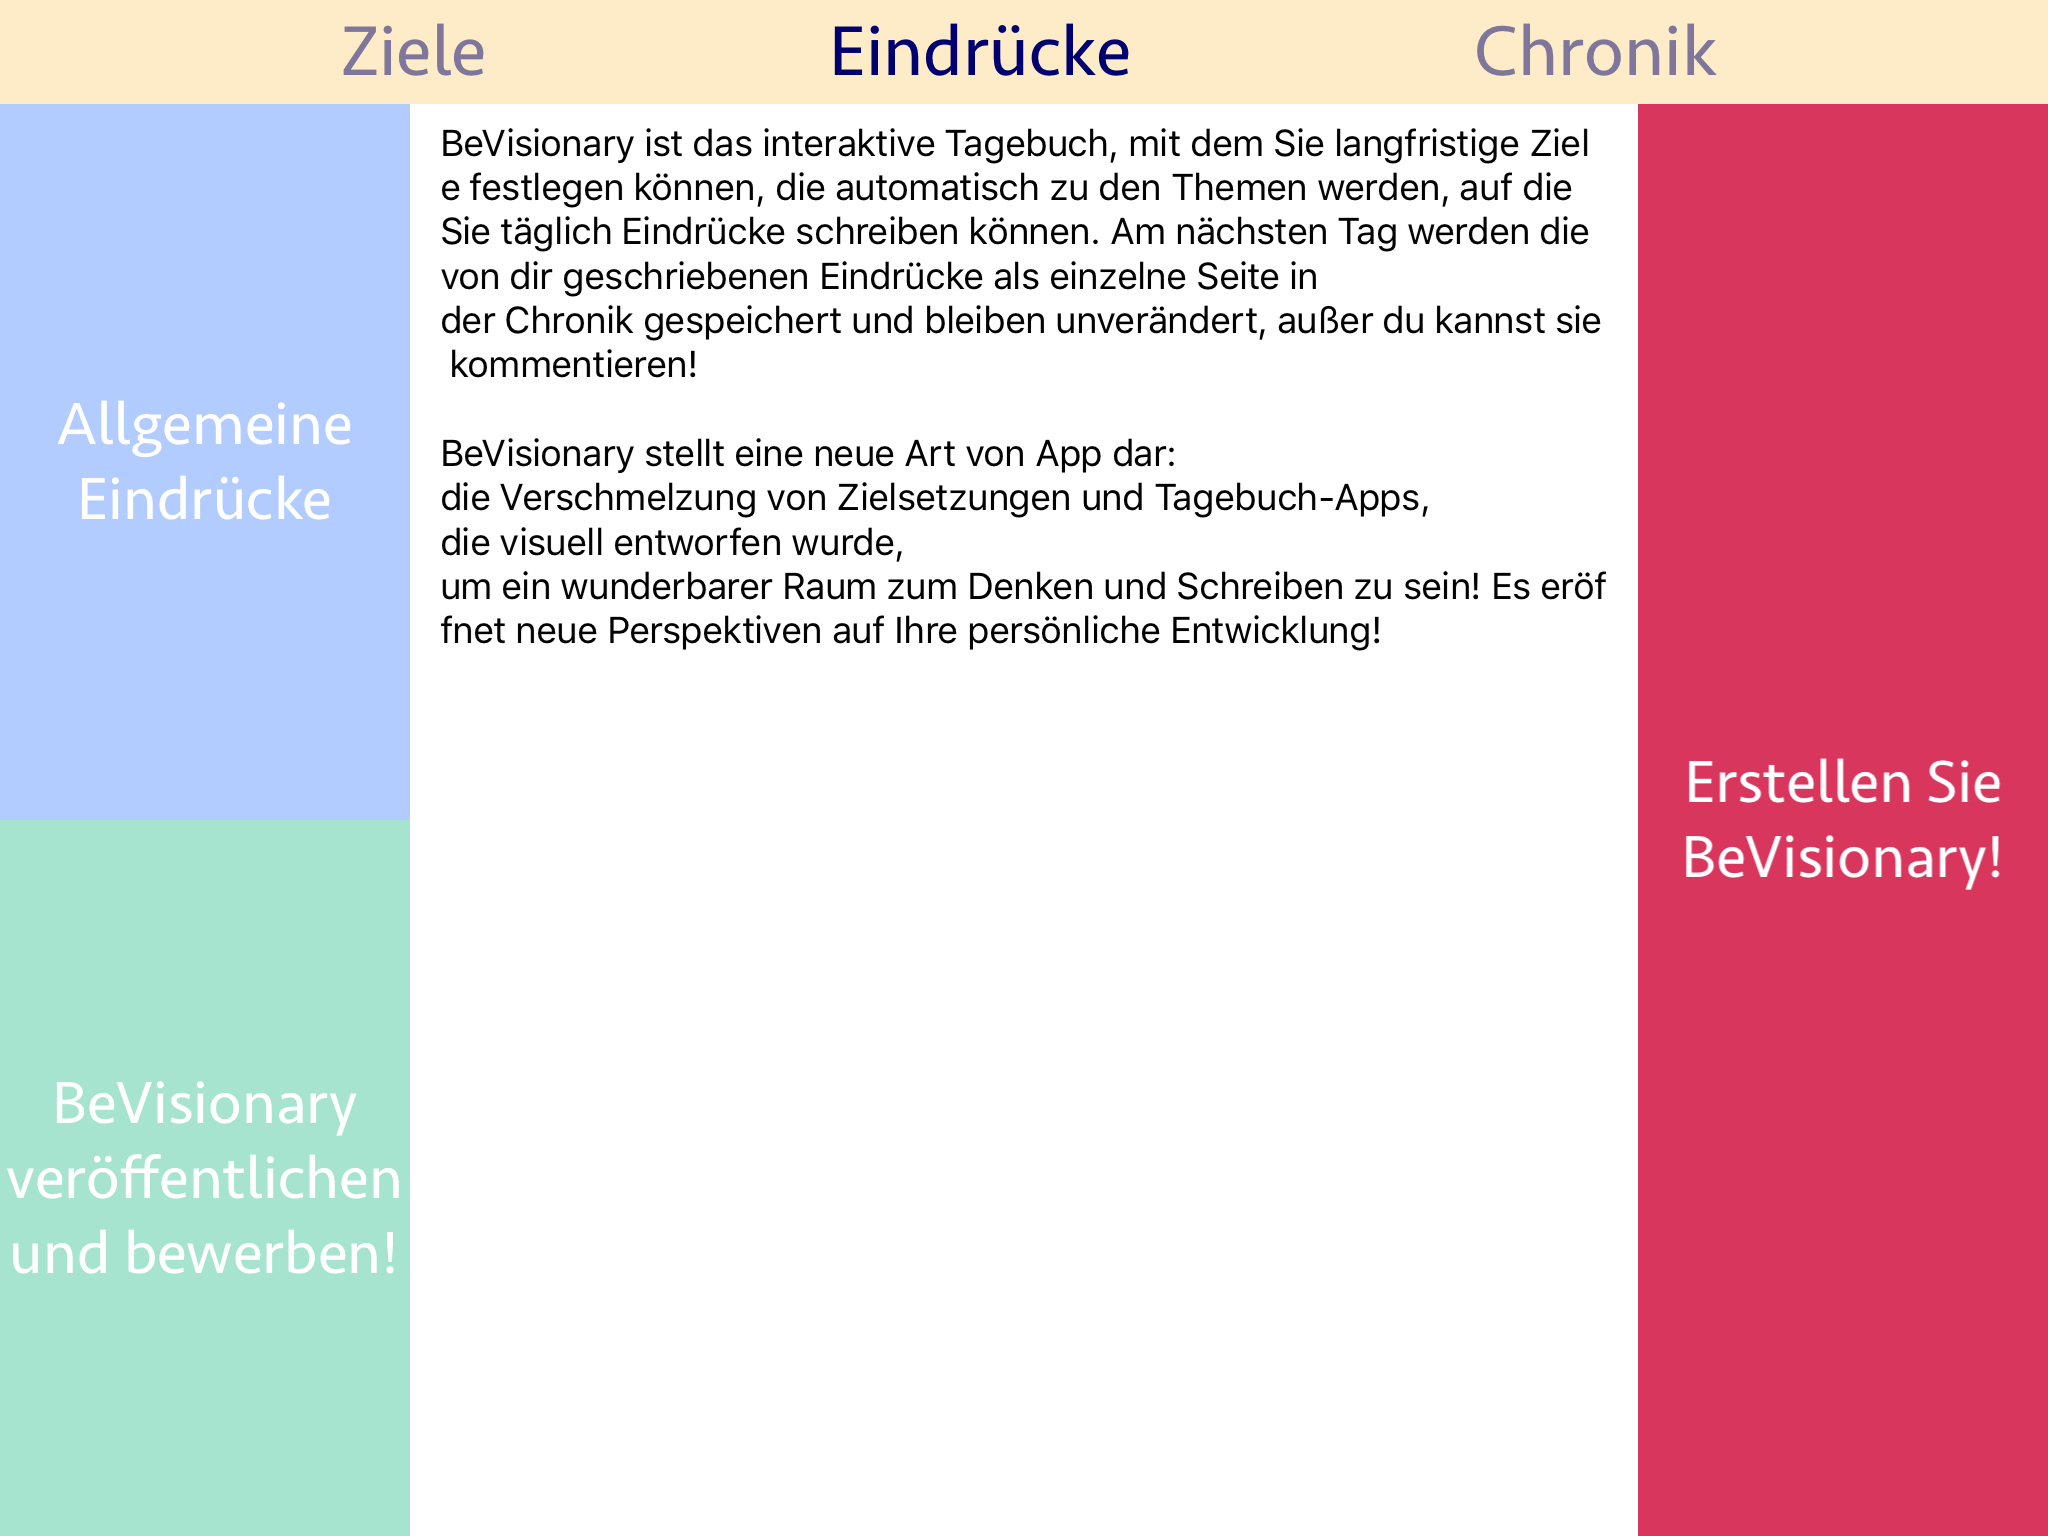 Ziele
Eindrücke
Chronik
Allgemeine
Eindrücke
BeVisionary
veröffentlichen
und bewerben!
BeVisionary ist das interaktive Tagebuch, mit dem Sie langfristige Ziel
e festlegen können, die automatisch zu den Themen werden, auf die
Sie täglich Eindrücke schreiben können. Am nächsten Tag werden die
von dir geschriebenen Eindrücke als einzelne Seite in
der Chronik gespeichert und bleiben unverändert, außer du kannst sie
kommentieren!
BeVisionary stellt eine neue Art von App dar:
die Verschmelzung von Zielsetzungen und Tagebuch-Apps,
die visuell entworfen wurde,
um ein wunderbarer Raum zum Denken und Schreiben zu sein! Es eröf
fnet neue Perspektiven auf Ihre persönliche Entwicklung!
Erstellen Sie
BeVisionary!